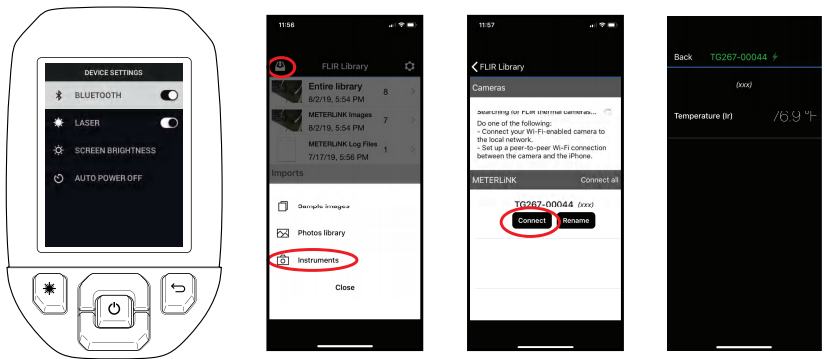 DEVICE SETTINGS
BLUETOOTH
LASER
SCREEN BRIGHTNESS
AUTO POWER OFF
11:56
FLIR Library
Entire library
8/2/19, 5:54 PM
8
METERLiNK Images
8/2/19, 5:54 PM
7
METERLiNK Log Files
7/17/19, 5:56 PM
1
Imports
Sample images
Photos library
Instruments
Close
11:57
FLIR Library
Cameras
Searching for FLIR thermal cameras...
Do one of the following:
- Connect your Wi-Fi-enabled camera to
the local network.
- Set up a peer-to-peer Wi-Fi connection
between the camera and the iPhone.
METERLiNK Connect all
TG267-00044 (xxx)
Connect Rename
Back TG267-00044
(xxx)
Temperature (Ir) 76.9 °F